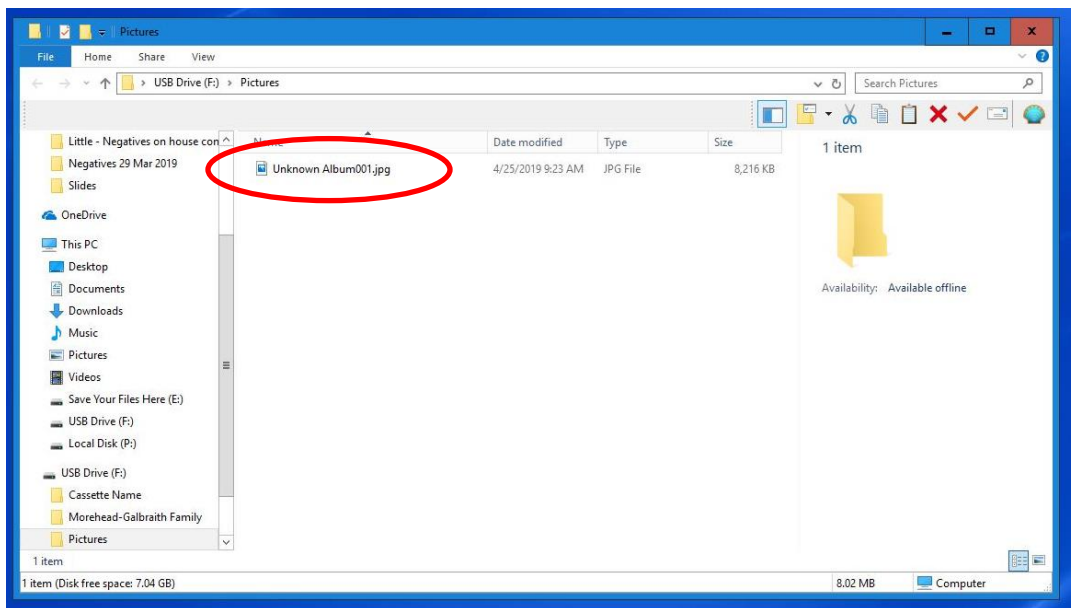 Pictures
File Home Share View
USB Drive (F:) > Pictures Search Pictures
Little - Negatives on house con
Negatives 29 Mar 2019
Slides
OneDrive
This PC
Desktop
Documents
Downloads
Music
Pictures
Videos
Save Your Files Here (E:)
USB Drive (F:)
Local Disk (P:)
USB Drive (F:)
Cassette Name
Morehead-Galbraith Family
Pictures
Name Date modified Type Size
Unknown Album001.jpg 4/25/2019 9:23 AM JPG File 8,216 KB
1 item
Availability: Available offline
1 item
1 item (Disk free space: 7.04 GB) 8.02 MB Computer